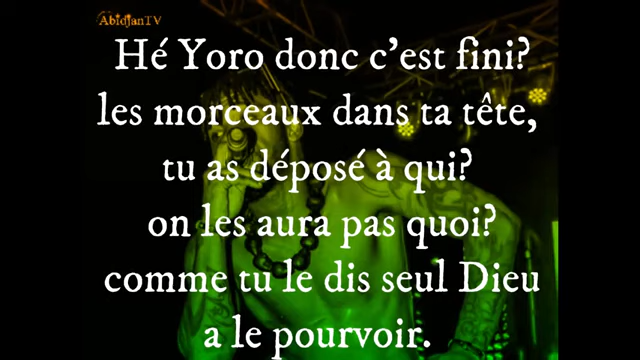 AbidjanTV
Hé Yoro donc c'est fini?
les morceaux dans ta tête,
tu as déposé à qui?
on les aura pas quoi?
comme tu le dis seul Dieu
a le pourvoir.